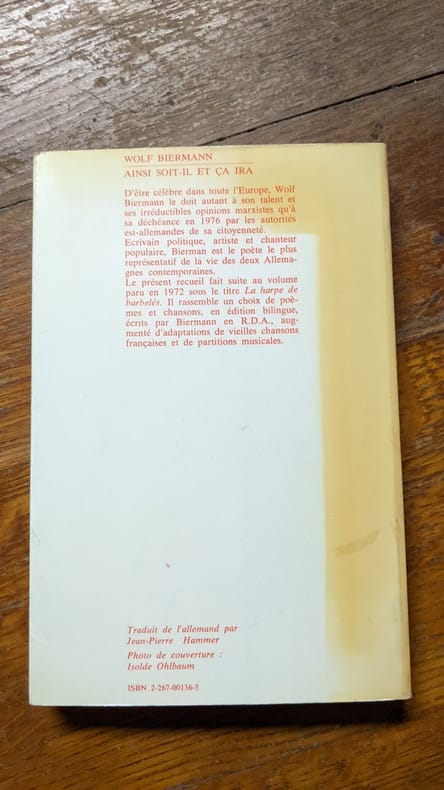 WOLF BIERMANN
AINSI SOIT-IL ET ÇA IRA
D'être célèbre dans toute l'Europe, Wolf
Biermann le doit autant à son talent et
ses irréductibles opinions marxistes qu'à
sa déchéance en 1976 par les autorités
est-allemandes de sa citoyenneté.
Ecrivain politique, artiste et chanteur
populaire, Bierman est le poète le plus
représentatif de la vie des deux Allema-
gnes contemporaines.
Le présent recueil fait suite au volume
paru en 1972 sous le titre La harpe de
barbelés. Il rassemble un choix de poè-
mes et chansons, en édition bilingue,
écrits par Biermann en R.D.A., aug-
menté d'adaptations de vieilles chansons
françaises et de partitions musicales.
Traduit de l'allemand par
Jean-Pierre Hammer
Photo de couverture :
Isolde Ohlbaum
ISBN 2-267-00136-5